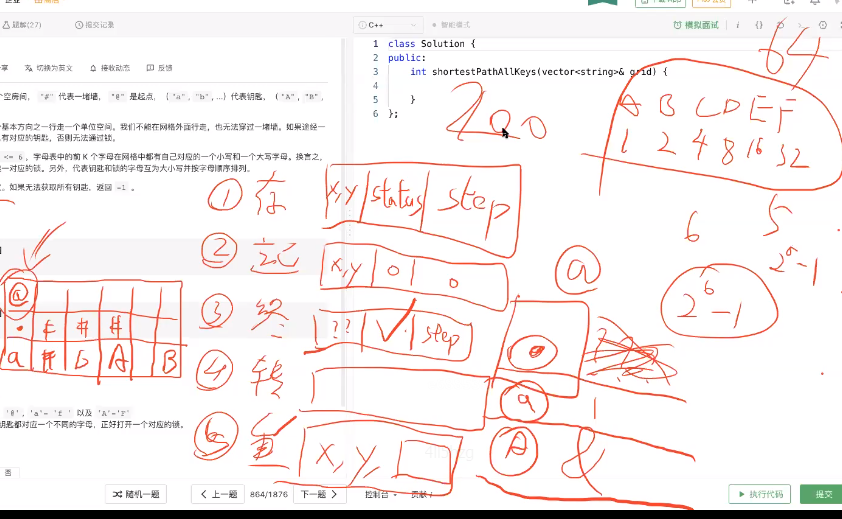 题解(27)
提交记录
C++
智能模式
模拟面试
切换为英文
接收动态
反馈
1 class Solution {
2 public:
3 int shortestPathAllKeys(vector<string>& grid) {
4
5 }
6 };
个空房间， "#" 代表一堵墙， "@" 是起点， ("a", "b", ...) 代表钥匙， ("A", "B",
基本方向之一行走一个单位空间。我们不能在网格外面行走，也无法穿过一堵墙。如果途经一
有对应的钥匙，否则无法通过锁。
<= 6，字母表中的前 K 个字母在网格中都有自己对应的一个小写和一个大写字母。换言之，
一对应的锁。另外，代表钥匙和锁的字母互为大小写并按字母顺序排列。
如果无法获取所有钥匙，返回 -1 。
64
200
A B C D E F
1 2 4 8 16 32
① 存 x,y status step
② 记 x,y 0 0
③ 终 ?? ✓ step
④ 转
⑤ x, y,
6 5
2^6-1
@
@
a # b A B
a 1
A &
'@', 'a'-'f' 以及 'A'-'F'
钥匙都对应一个不同的字母，正好打开一个对应的锁。
随机一题
上一题
864/1876
下一题
控制台
贡献 i
执行代码
提交